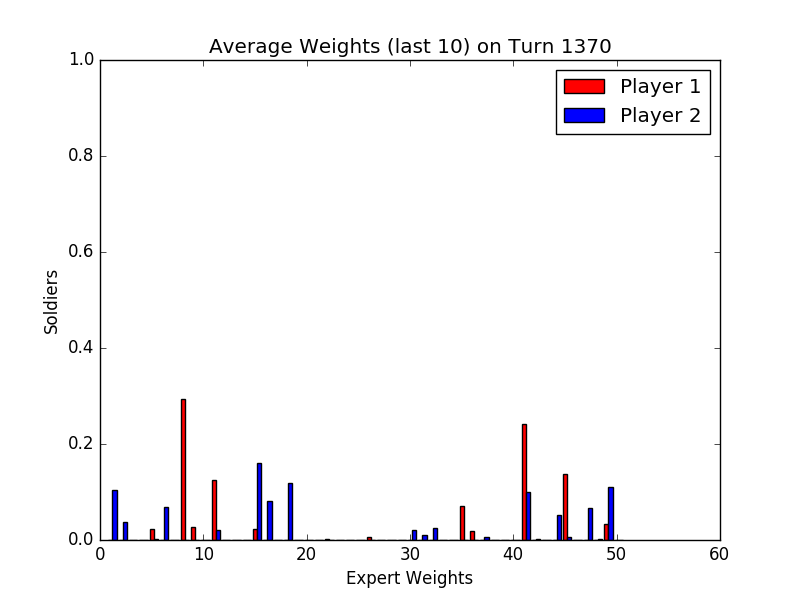 Average Weights (last 10) on Turn 1370
1.0
0.8
0.6
0.4
0.2
0.0
Soldiers
Player 1
Player 2
0 10 20 30 40 50 60
Expert Weights